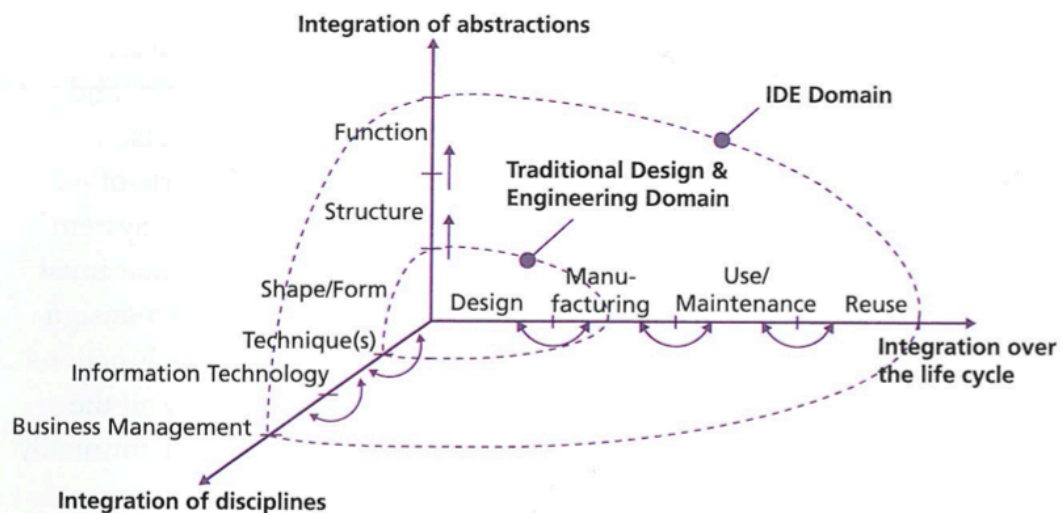 Integration of abstractions
IDE Domain
Function
Traditional Design &
Engineering Domain
Structure
Shape/Form
Design
Manu-
facturing
Use/
Maintenance
Reuse
Technique(s)
Integration over
the life cycle
Information Technology
Business Management
Integration of disciplines